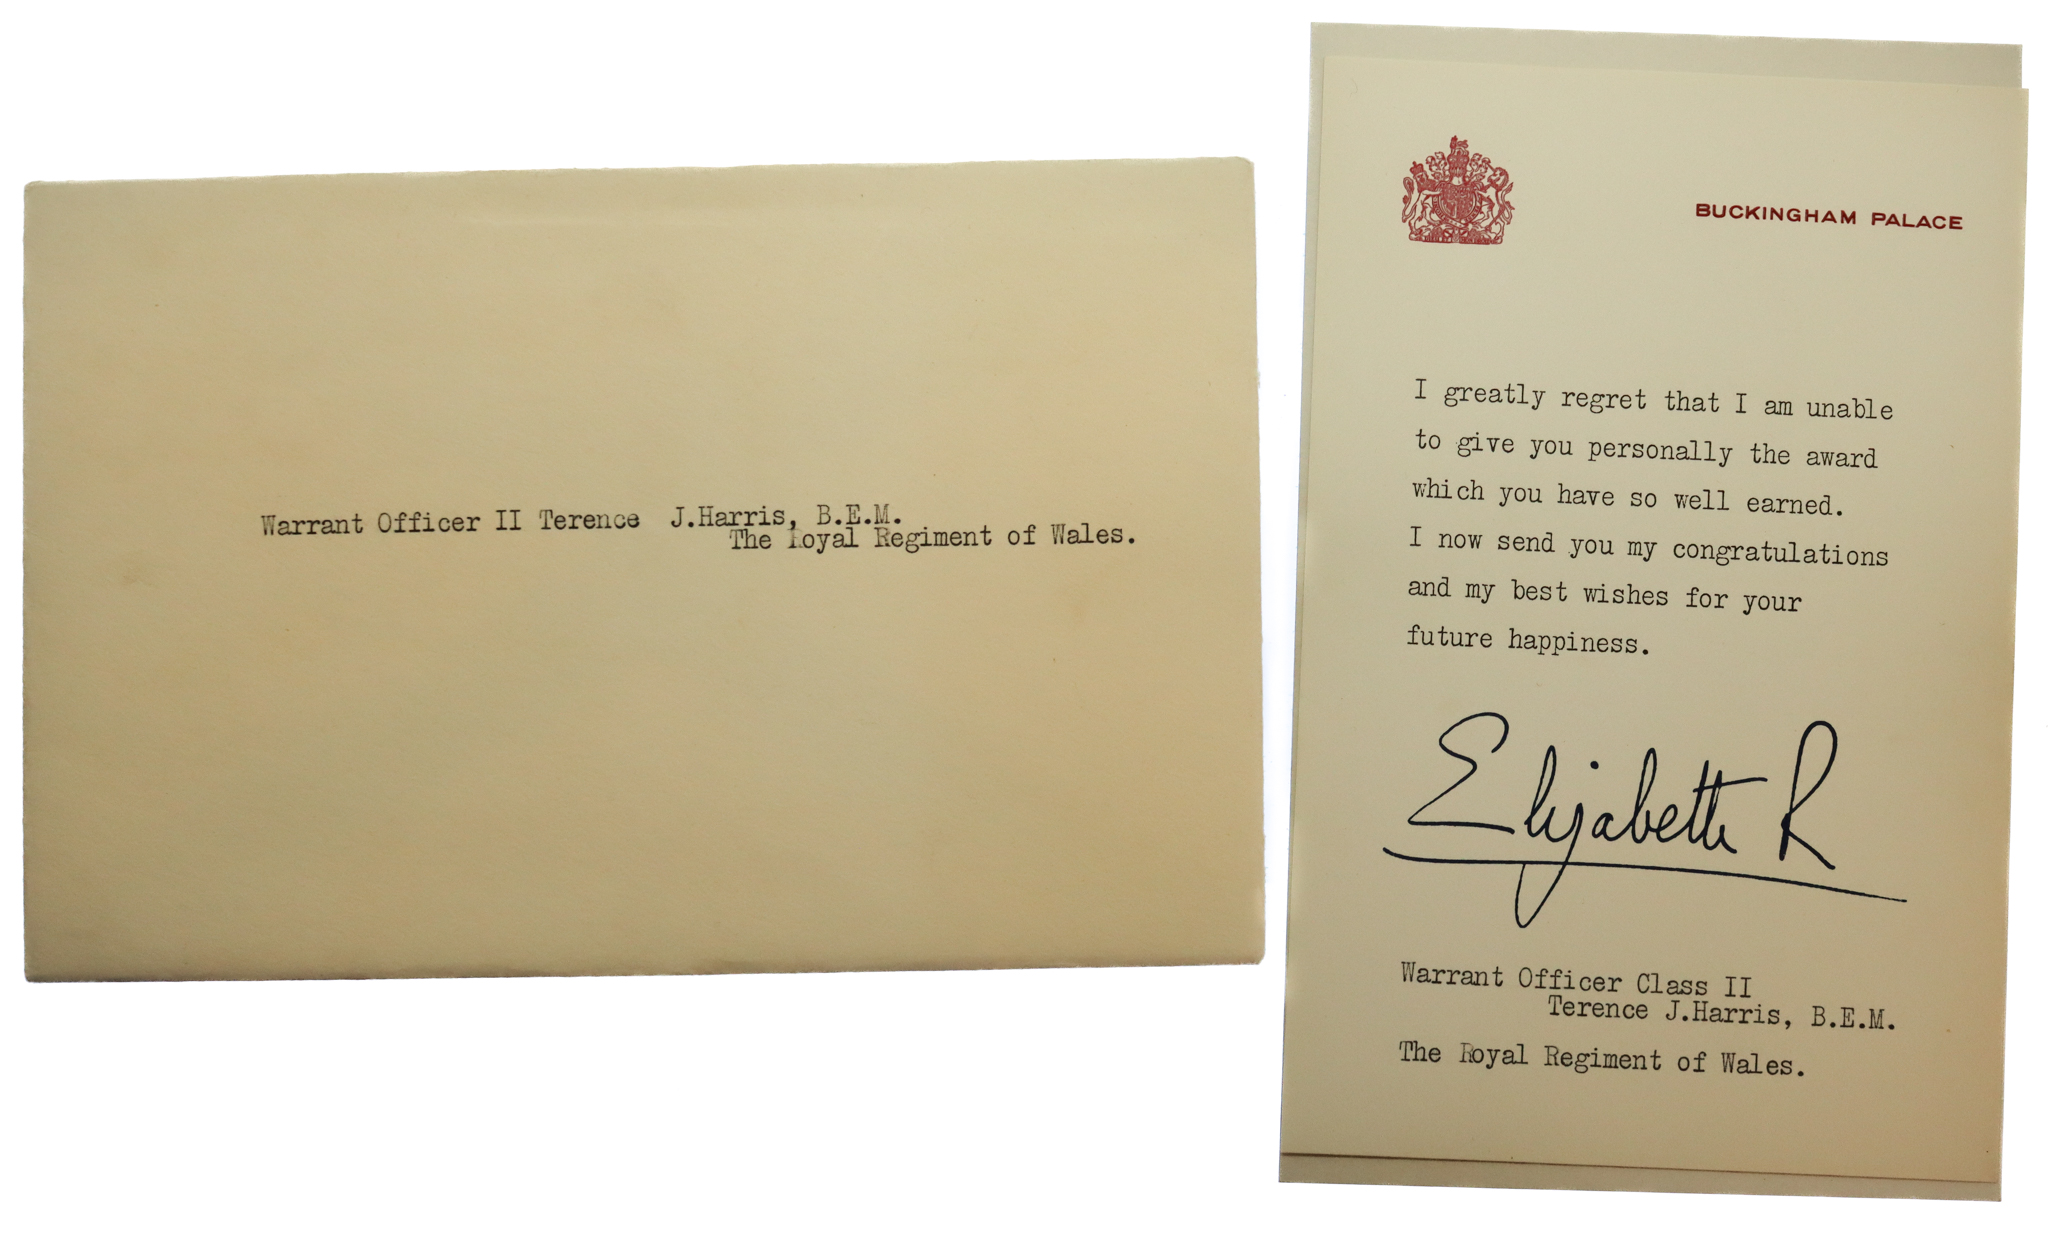 Warrant Officer II Terence J.Harris, B.E.M.
The Royal Regiment of Wales.
BUCKINGHAM PALACE
I greatly regret that I am unable
to give you personally the award
which you have so well earned.
I now send you my congratulations
and my best wishes for your
future happiness.
Elizabeth R
Warrant Officer Class II
Terence J.Harris, B.E.M.
The Royal Regiment of Wales.